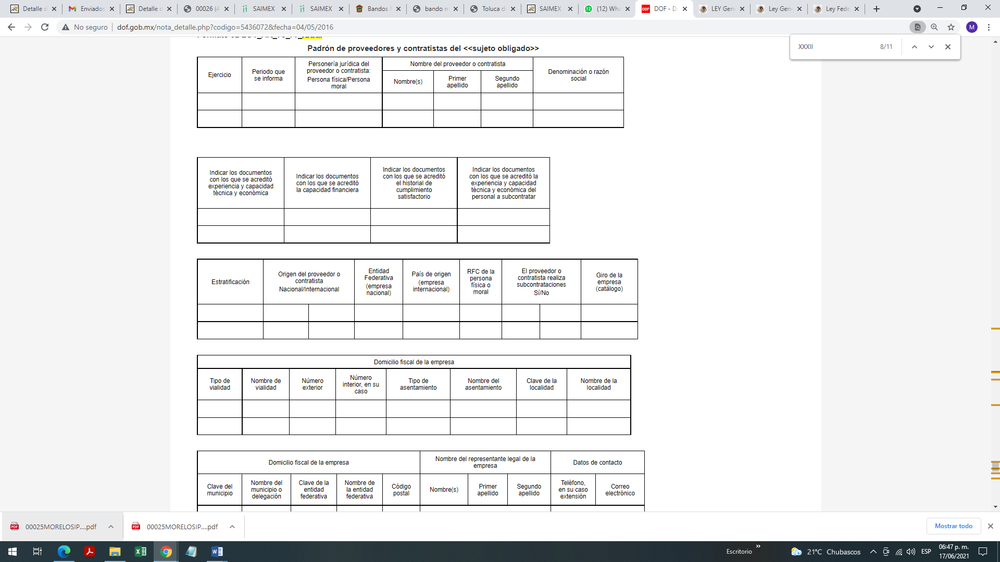 Detalle d
Enviados
Detalle d
00026 (4
SAIMEX
SAIMEX
Bandos
bando m
Toluca d
SAIMEX
(12) Wha
DOF - Di
LEY Gen
Ley Gene
Ley Fede
No seguro
dof.gob.mx/nota_detalle.php?codigo=5436072&fecha=04/05/2016
M
XXXII
8/11
Padrón de proveedores y contratistas del <<sujeto obligado>>
Ejercicio
Periodo que
se informa
Personería jurídica del
proveedor o contratista:
Persona física/Persona
moral
Nombre del proveedor o contratista
Nombre(s)
Primer
apellido
Segundo
apellido
Denominación o razón
social
Indicar los documentos
con los que se acreditó
experiencia y capacidad
técnica y económica
Indicar los documentos
con los que se acreditó
la capacidad financiera
Indicar los documentos
con los que se acreditó
el historial de
cumplimiento
satisfactorio
Indicar los documentos
con los que se acreditó la
experiencia y capacidad
técnica y económica del
personal a subcontratar
Estratificación
Origen del proveedor o
contratista
Nacional/Internacional
Entidad
Federativa
(empresa
nacional)
País de origen
(empresa
internacional)
RFC de la
persona
física o
moral
El proveedor o
contratista realiza
subcontrataciones
Sí/No
Giro de la
empresa
(catálogo)
Domicilio fiscal de la empresa
Tipo de
vialidad
Nombre de
vialidad
Número
exterior
Número
interior, en su
caso
Tipo de
asentamiento
Nombre del
asentamiento
Clave de la
localidad
Nombre de la
localidad
Domicilio fiscal de la empresa
Nombre del representante legal de la
empresa
Datos de contacto
Clave del
municipio
Nombre del
municipio o
delegación
Clave de la
entidad
federativa
Nombre de
la entidad
federativa
Código
postal
Nombre(s)
Primer
apellido
Segundo
apellido
Teléfono,
en su caso
extensión
Correo
electrónico
00025MORELOSIP....pdf
00025MORELOSIP....pdf
Mostrar todo
Escritorio
21°C Chubascos
ESP
06:47 p. m.
17/06/2021